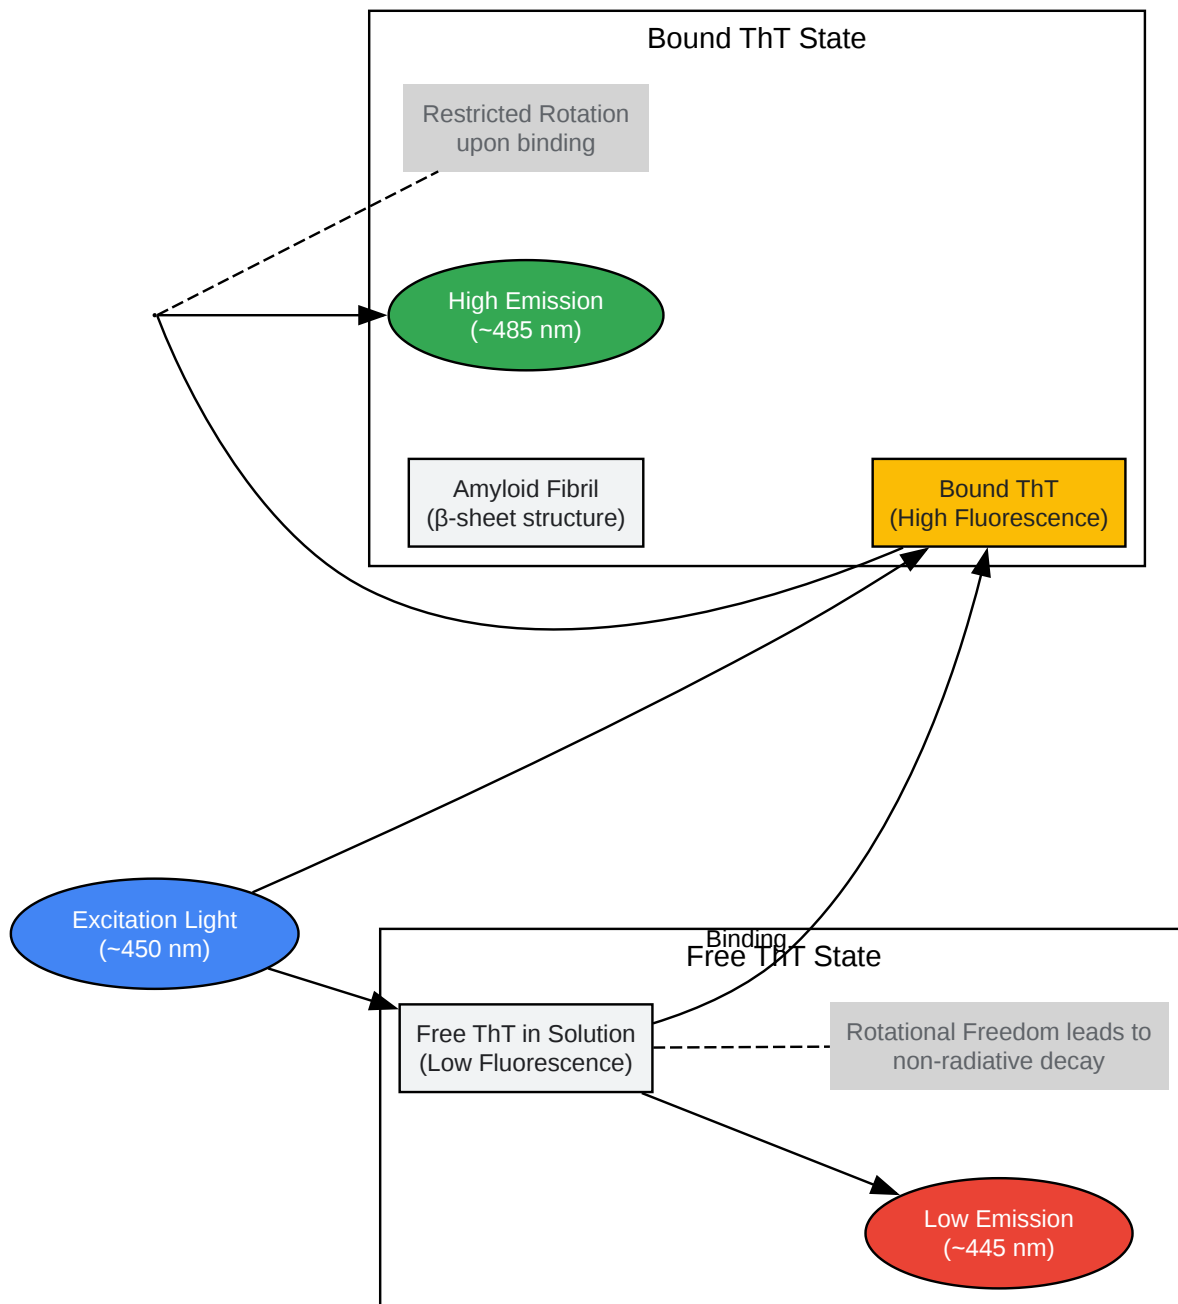 Bound ThT State
Restricted Rotation
upon binding
High Emission
(~485 nm)
Amyloid Fibril
(β-sheet structure)
Bound ThT
(High Fluorescence)
Excitation Light
(~450 nm)
Binding
Free ThT State
Free ThT in Solution
(Low Fluorescence)
Rotational Freedom leads to
non-radiative decay
Low Emission
(~445 nm)